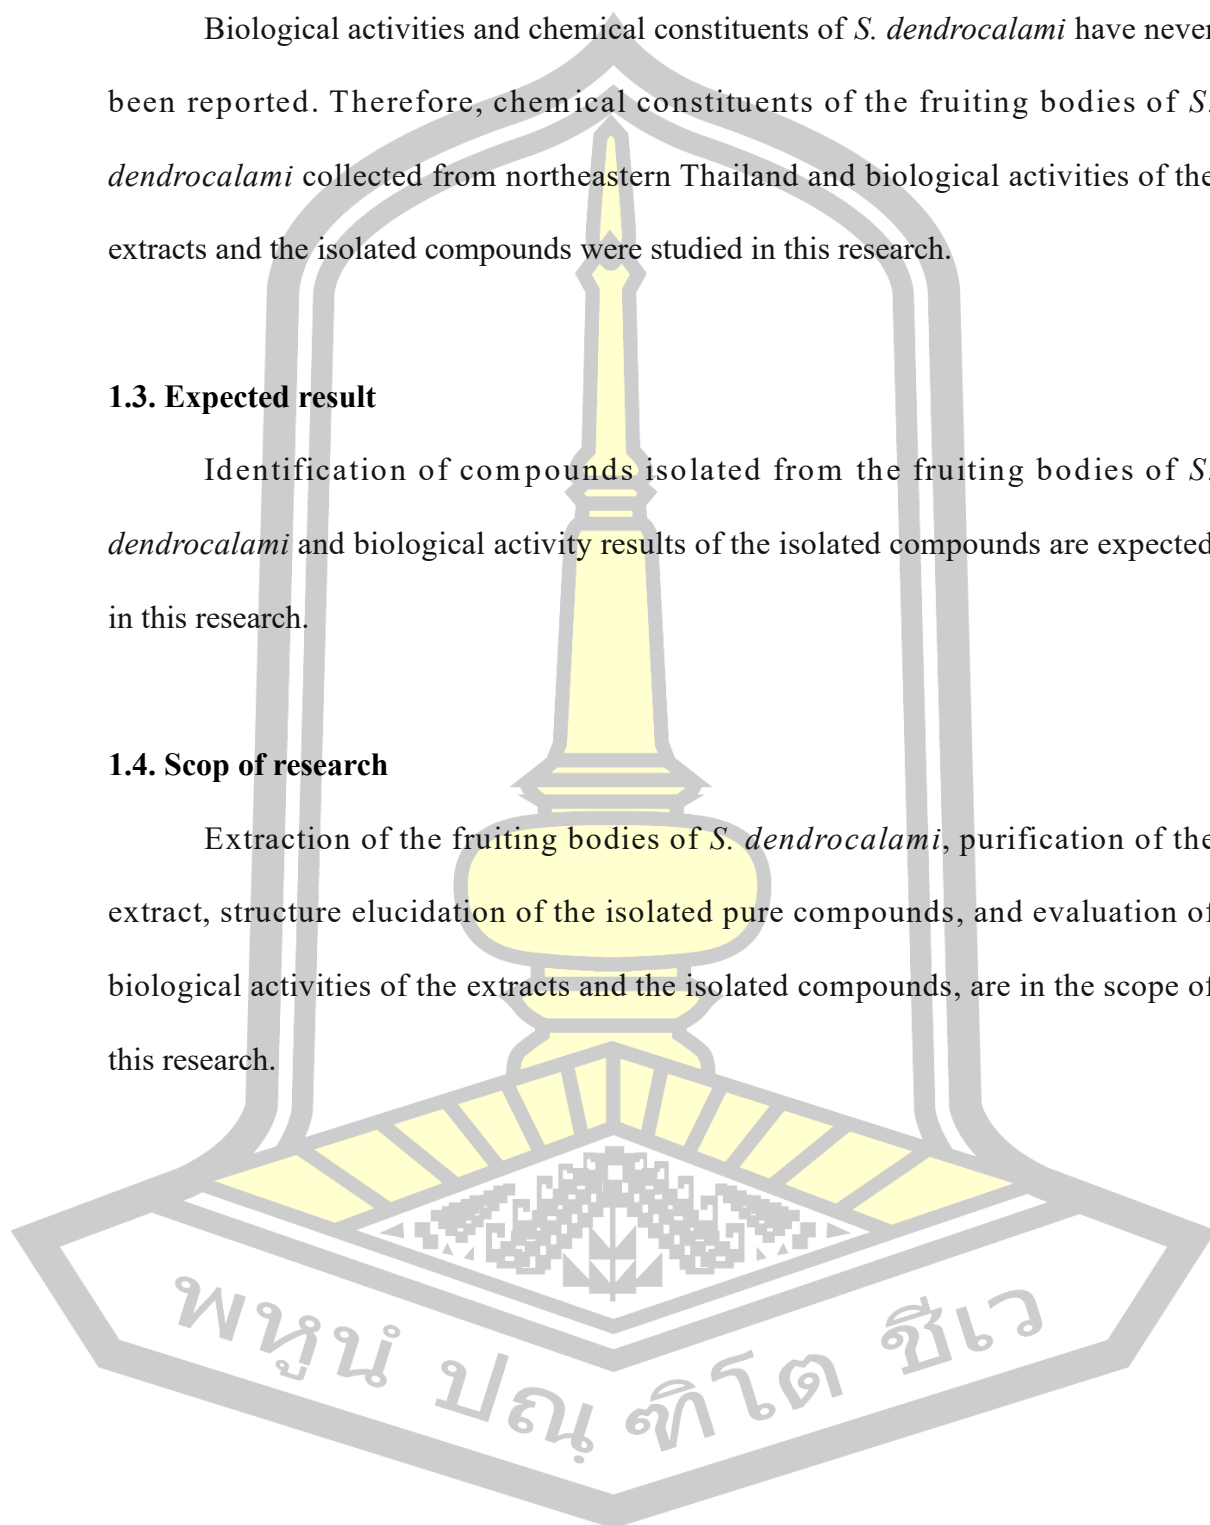 Biological activities and chemical constituents of S. dendrocalami have never
been reported. Therefore, chemical constituents of the fruiting bodies of S.
dendrocalami collected from northeastern Thailand and biological activities of the
extracts and the isolated compounds were studied in this research.
1.3. Expected result
Identification of compounds isolated from the fruiting bodies of S.
dendrocalami and biological activity results of the isolated compounds are expected
in this research.
1.4. Scop of research
Extraction of the fruiting bodies of S. dendrocalami, purification of the
extract, structure elucidation of the isolated pure compounds, and evaluation of
biological activities of the extracts and the isolated compounds, are in the scope of
this research.
พหูนํ ปณฺฑิโต ชีเว